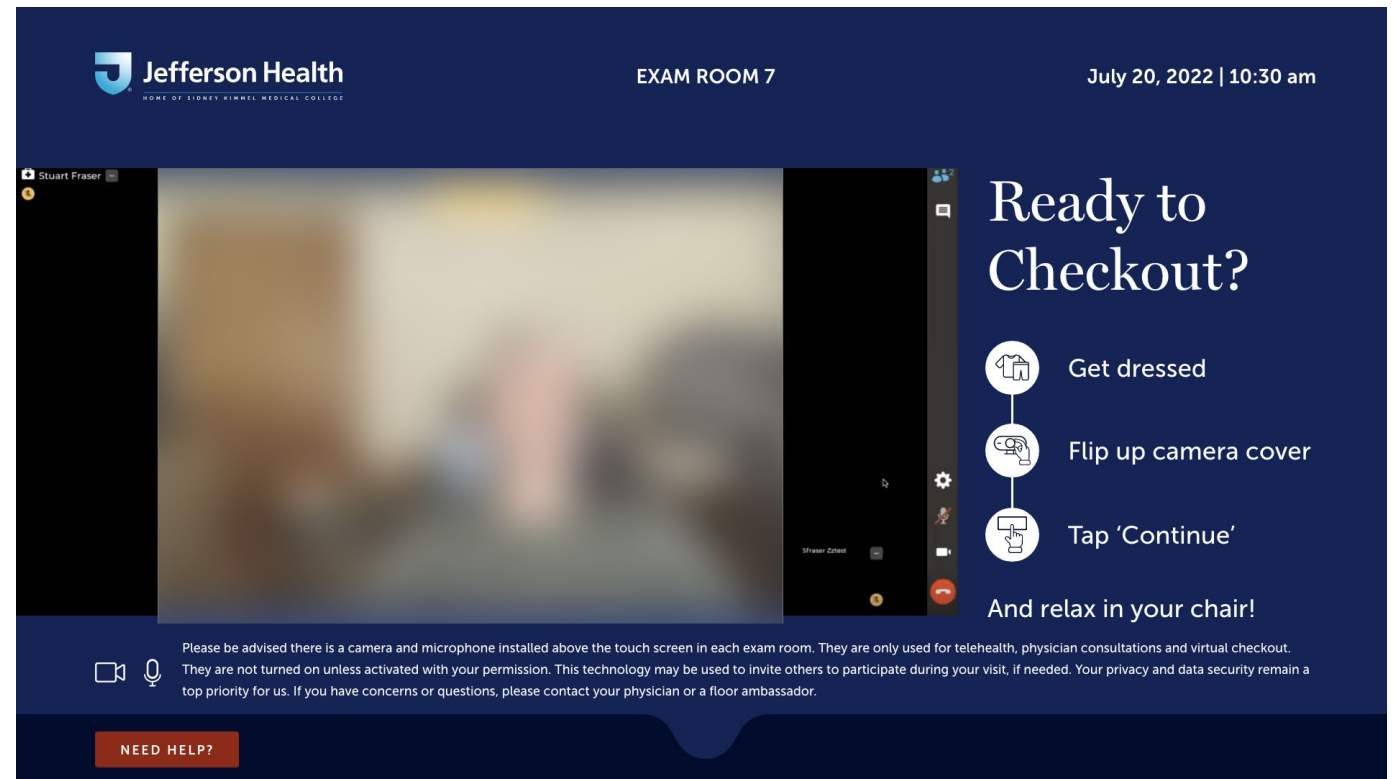 Jefferson Health
HOME OF SIDNEY KIMMEL MEDICAL COLLEGE
EXAM ROOM 7
July 20, 2022 | 10:30 am
Stuart Fraser
2
Sfraser Zztest
Ready to
Checkout?
Get dressed
Flip up camera cover
Tap ‘Continue’
And relax in your chair!
Please be advised there is a camera and microphone installed above the touch screen in each exam room. They are only used for telehealth, physician consultations and virtual checkout.
They are not turned on unless activated with your permission. This technology may be used to invite others to participate during your visit, if needed. Your privacy and data security remain a
top priority for us. If you have concerns or questions, please contact your physician or a floor ambassador.
NEED HELP?